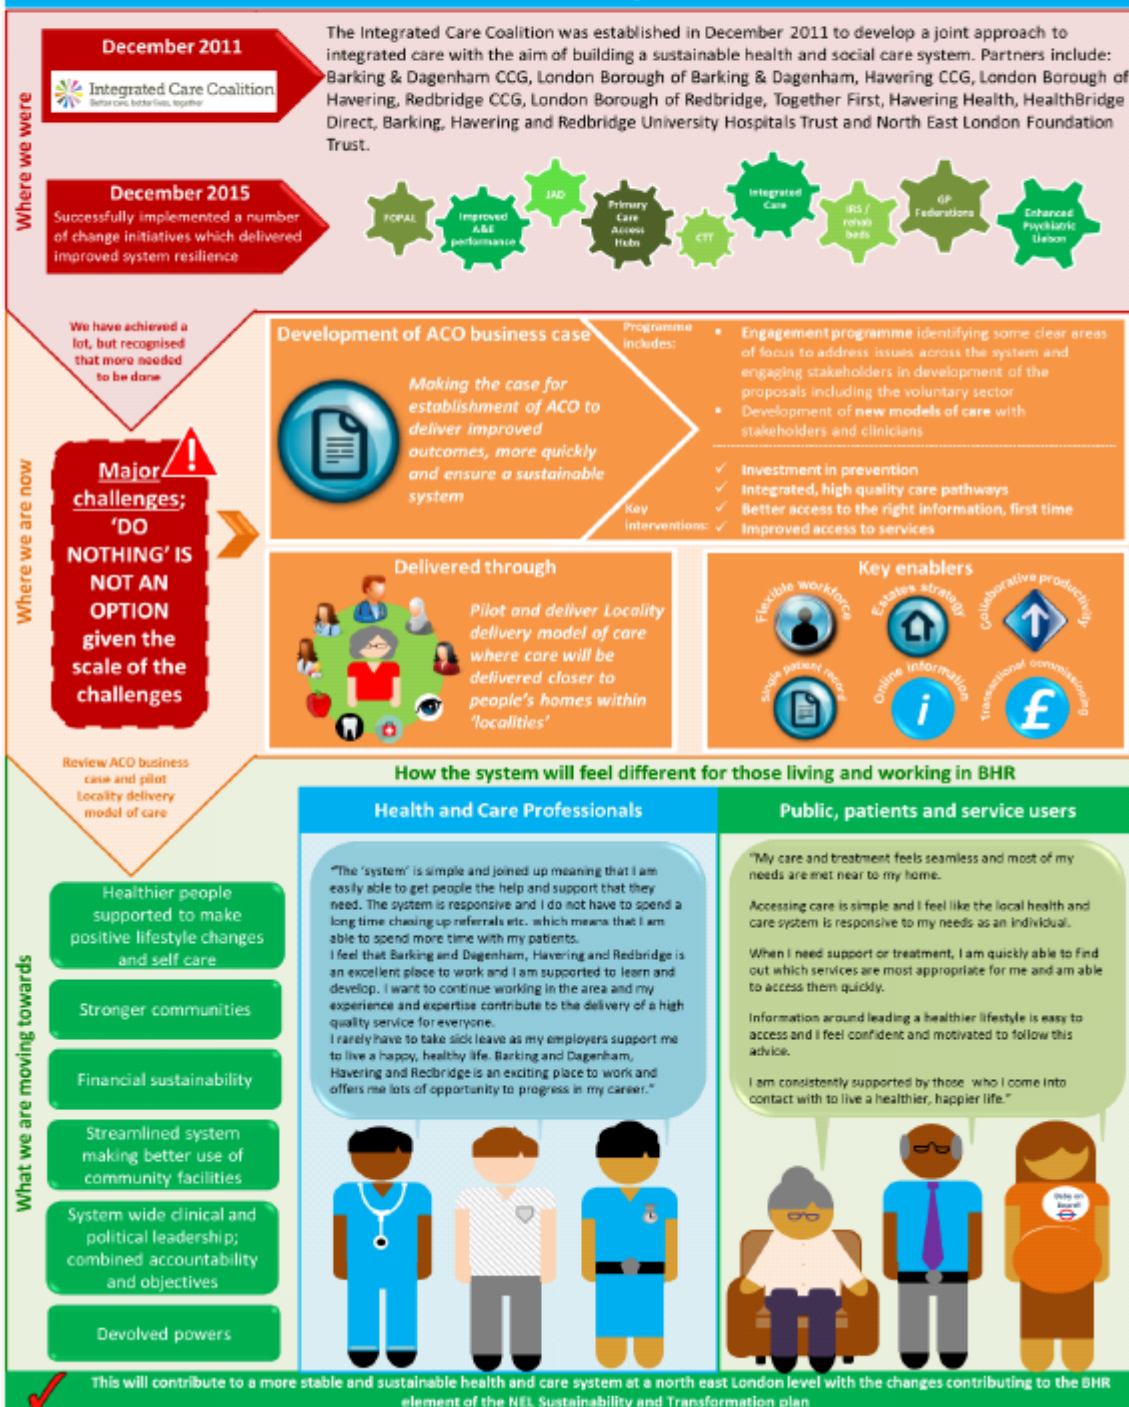 Where we were
December 2011
Integrated Care Coalition
Better care, better lives, together
The Integrated Care Coalition was established in December 2011 to develop a joint approach to
integrated care with the aim of building a sustainable health and social care system. Partners include:
Barking & Dagenham CCG, London Borough of Barking & Dagenham, Havering CCG, London Borough of
Havering, Redbridge CCG, London Borough of Redbridge, Together First, Havering Health, HealthBridge
Direct, Barking, Havering and Redbridge University Hospitals Trust and North East London Foundation
Trust.
December 2015
Successfully implemented a number
of change initiatives which delivered
improved system resilience
FOPAL
Improved
A&E
performance
JAD
Primary
Care
Access
Hubs
CTT
Integrated
Care
IRS /
rehab
beds
GP
Federations
Enhanced
Psychiatric
Liaison
We have achieved a
lot, but recognised
that more needed
to be done
Where we are now
Major
challenges;
‘DO
NOTHING’ IS
NOT AN
OPTION
given the
scale of the
challenges
Development of ACO business case
Making the case for
establishment of ACO to
deliver improved
outcomes, more quickly
and ensure a sustainable
system
Programme
includes:
▪ Engagement programme identifying some clear areas
of focus to address issues across the system and
engaging stakeholders in development of the
proposals including the voluntary sector
▪ Development of new models of care with
stakeholders and clinicians
Key
interventions:
✓ Investment in prevention
✓ Integrated, high quality care pathways
✓ Better access to the right information, first time
✓ Improved access to services
Delivered through
Pilot and deliver Locality
delivery model of care
where care will be
delivered closer to
people’s homes within
‘localities’
Key enablers
Flexible workforce
Estates strategy
Collaborative productivity
Single patient record
Online information
Transactional commissioning
Review ACO business
case and pilot
Locality delivery
model of care
What we are moving towards
Healthier people
supported to make
positive lifestyle changes
and self care
Stronger communities
Financial sustainability
Streamlined system
making better use of
community facilities
System wide clinical and
political leadership;
combined accountability
and objectives
Devolved powers
How the system will feel different for those living and working in BHR
Health and Care Professionals
“The ‘system’ is simple and joined up meaning that I am
easily able to get people the help and support that they
need. The system is responsive and I do not have to spend a
long time chasing up referrals etc. which means that I am
able to spend more time with my patients.
I feel that Barking and Dagenham, Havering and Redbridge is
an excellent place to work and I am supported to learn and
develop. I want to continue working in the area and my
experience and expertise contribute to the delivery of a high
quality service for everyone.
I rarely have to take sick leave as my employers support me
to live a happy, healthy life. Barking and Dagenham,
Havering and Redbridge is an exciting place to work and
offers me lots of opportunity to progress in my career.”
Public, patients and service users
“My care and treatment feels seamless and most of my
needs are met near to my home.
Accessing care is simple and I feel like the local health and
care system is responsive to my needs as an individual.
When I need support or treatment, I am quickly able to find
out which services are most appropriate for me and am able
to access them quickly.
Information around leading a healthier lifestyle is easy to
access and I feel confident and motivated to follow this
advice.
I am consistently supported by those who I come into
contact with to live a healthier, happier life.”
Baby on
Board!
This will contribute to a more stable and sustainable health and care system at a north east London level with the changes contributing to the BHR
element of the NEL Sustainability and Transformation plan